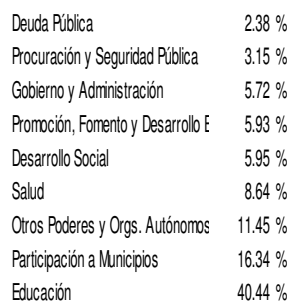 Deuda Pública 2.38 %
Procuración y Seguridad Pública 3.15 %
Gobierno y Administración 5.72 %
Promoción, Fomento y Desarrollo E 5.93 %
Desarrollo Social 5.95 %
Salud 8.64 %
Otros Poderes y Orgs. Autónomos 11.45 %
Participación a Municipios 16.34 %
Educación 40.44 %